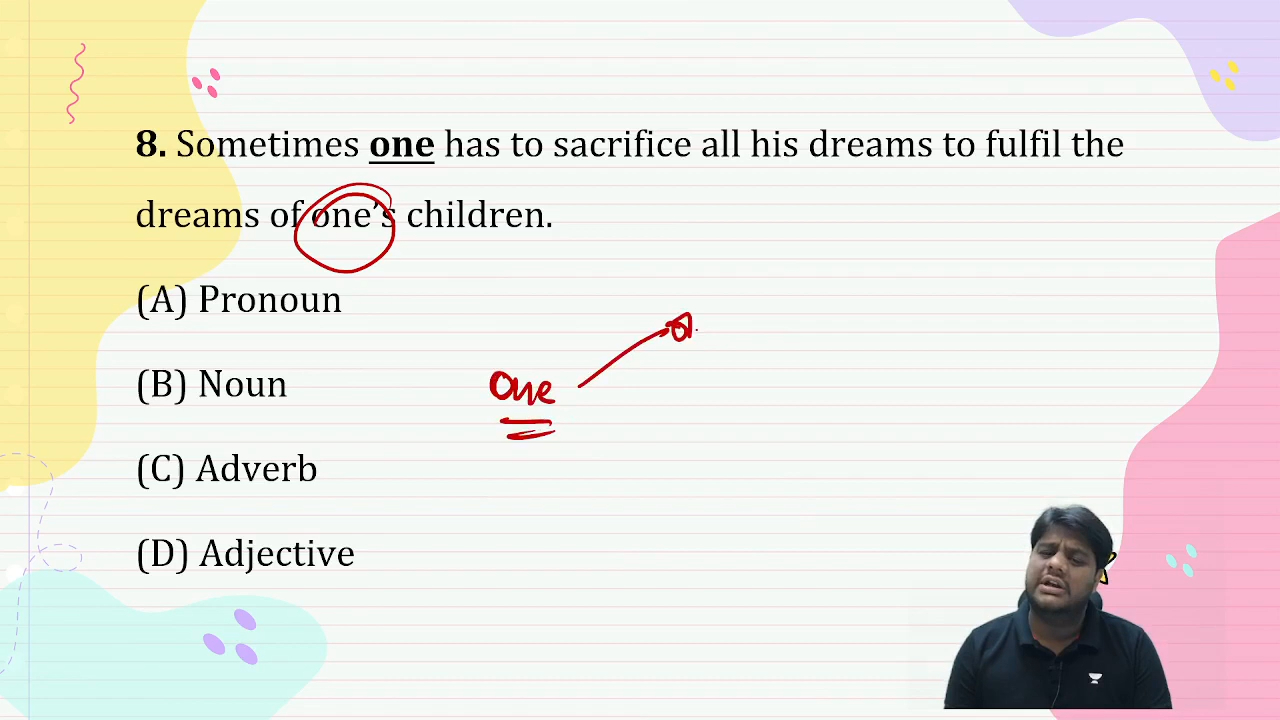 8. Sometimes one has to sacrifice all his dreams to fulfil the
dreams of one's children.
(A) Pronoun
(B) Noun
One
(C) Adverb
(D) Adjective